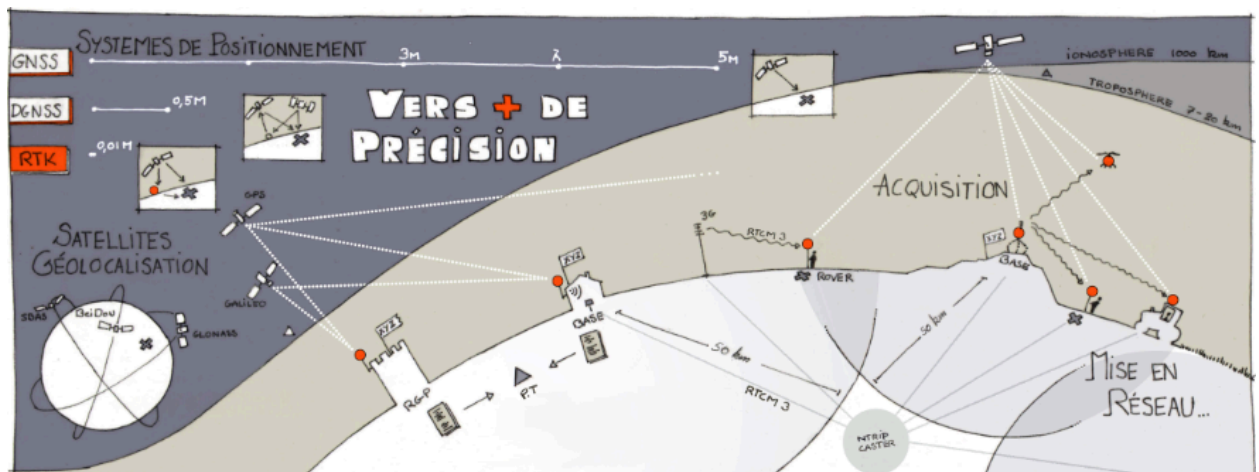 SYSTEMES DE POSITIONNEMENT
GNSS
3M
λ
5M
DGNSS
0,5M
RTK
0,01M
VERS + DE
PRÉCISION
IONOSPHERE 1000 km
TROPOSPHERE 7-20 km
ACQUISITION
GPS
GALILEO
SATELLITES
GÉOLOCALISATION
SBAS
BeiDou
GLONASS
XYZ
RGP
P.T
XYZ
BASE
50 km
RTCM 3
3G
RTCM 3
ROVER
XYZ
BASE
50 km
NTRIP
CASTER
MISE EN
RÉSEAU...